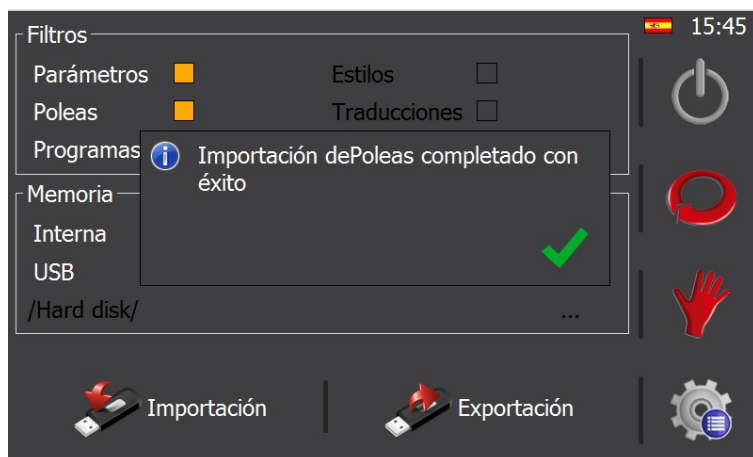 15:45
Filtros
Parámetros
Estilos
Poleas
Traducciones
Programas
Importación dePoleas completado con
éxito
Memoria
Interna
USB
/Hard disk/
...
Importación
Exportación